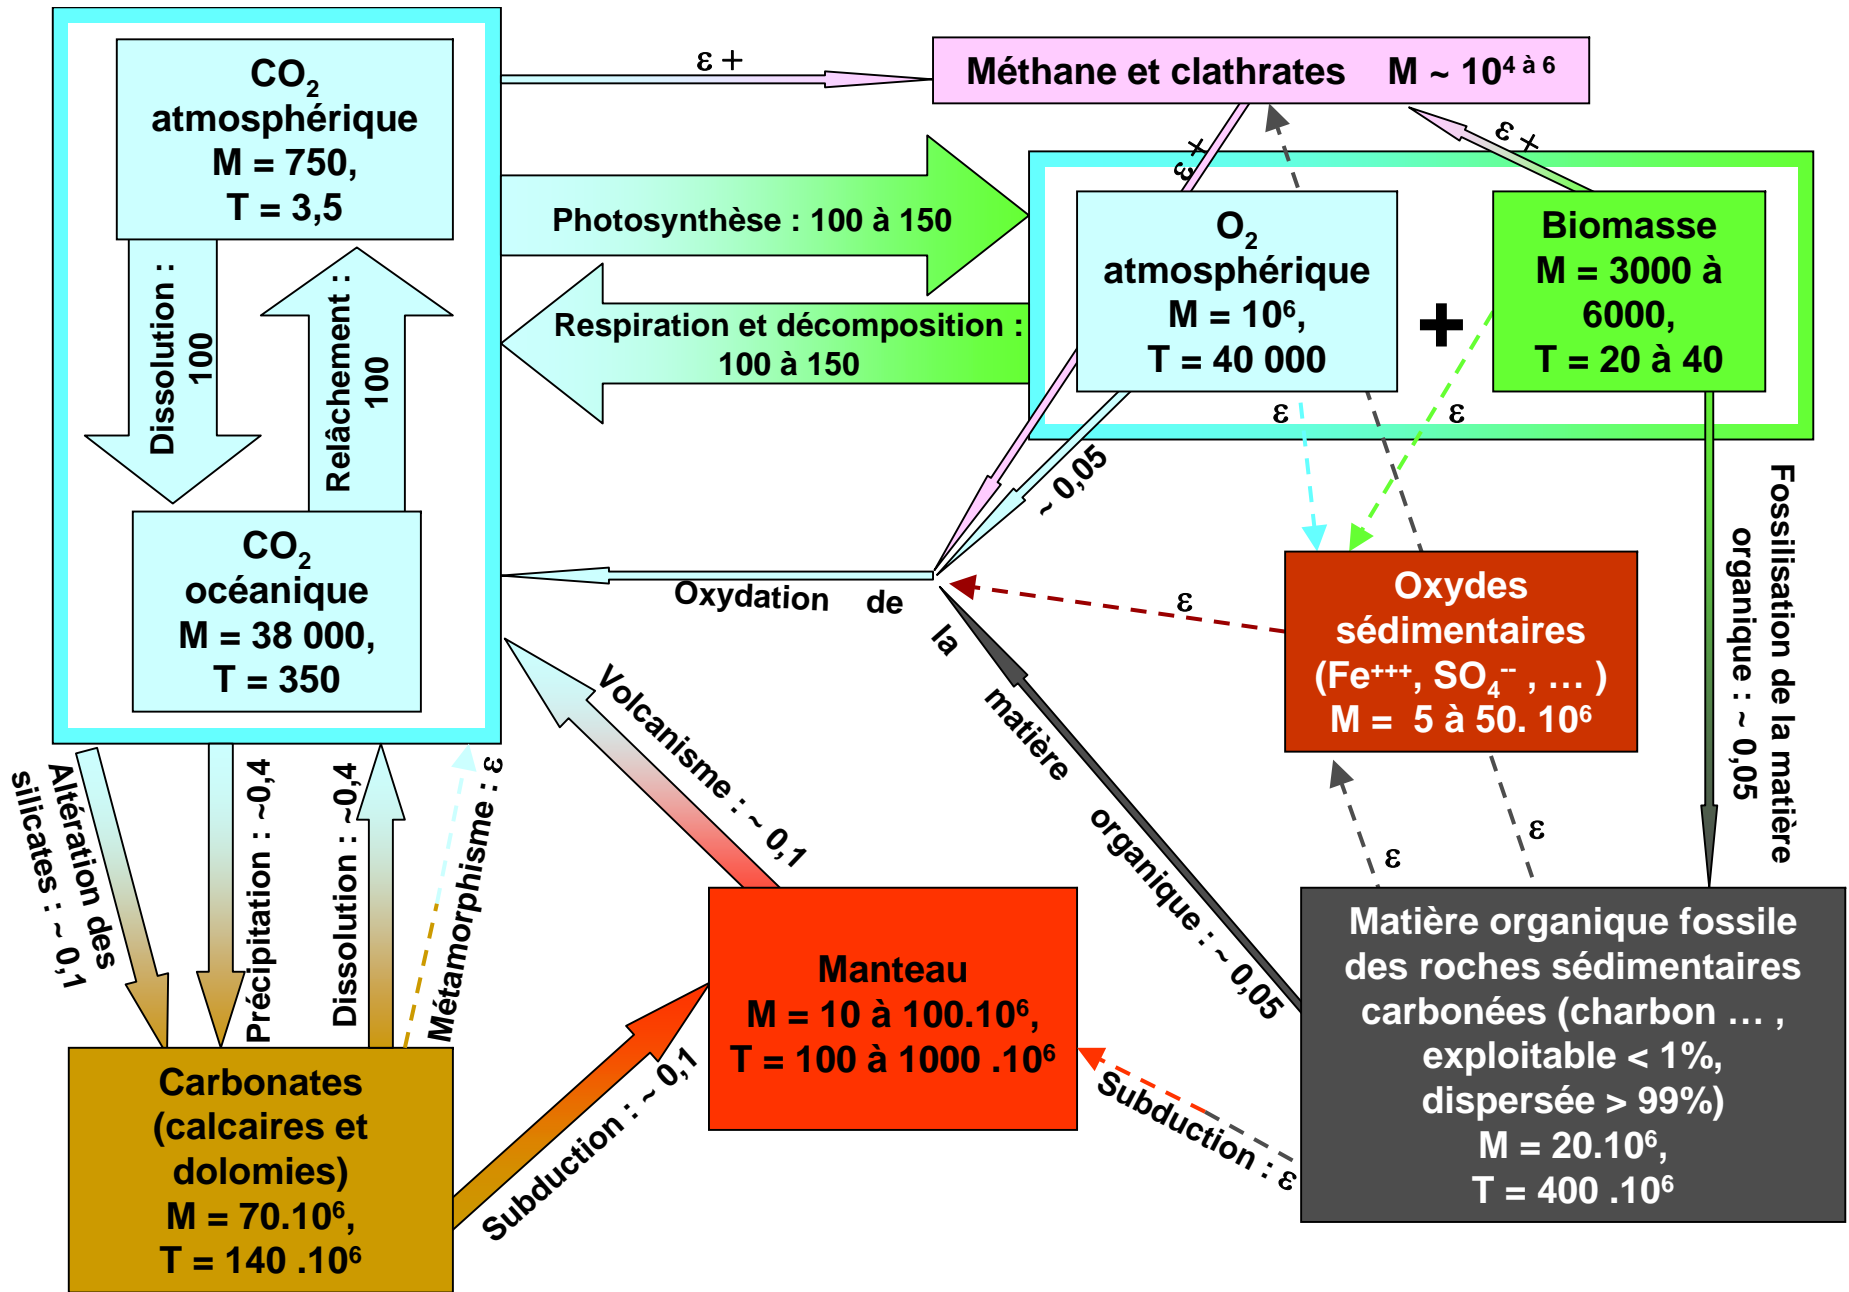 CO₂
atmosphérique
M = 750,
T = 3,5
Dissolution :
100
Relâchement :
100
CO₂
océanique
M = 38 000,
T = 350
ε +
Méthane et clathrates M ~ 10⁴ ᵃ̀ ⁶
ε +
ε +
Photosynthèse : 100 à 150
Respiration et décomposition :
100 à 150
O₂
atmosphérique
M = 10⁶,
T = 40 000
+
Biomasse
M = 3000 à
6000,
T = 20 à 40
ε
ε
~ 0,05
Oxydation de
la
matière
organique : ~ 0,05
ε
Oxydes
sédimentaires
(Fe⁺⁺⁺, SO₄⁻⁻ , … )
M = 5 à 50. 10⁶
Fossilisation de la matière
organique : ~ 0,05
ε
ε
Altération des
silicates : ~ 0,1
Précipitation : ~0,4
Dissolution : ~0,4
Métamorphisme : ε
Volcanisme : ~ 0,1
Carbonates
(calcaires et
dolomies)
M = 70.10⁶,
T = 140 .10⁶
Subduction : ~ 0,1
Manteau
M = 10 à 100.10⁶,
T = 100 à 1000 .10⁶
Subduction : ε
Matière organique fossile
des roches sédimentaires
carbonées (charbon … ,
exploitable < 1%,
dispersée > 99%)
M = 20.10⁶,
T = 400 .10⁶